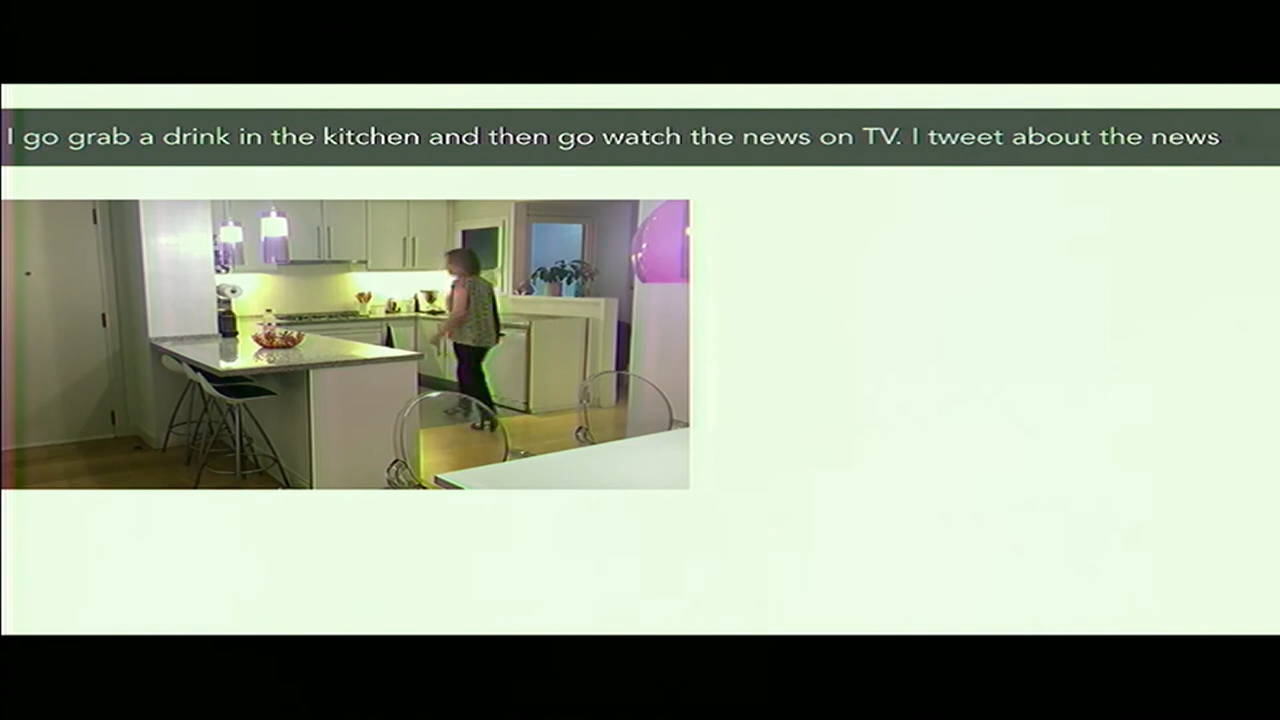 I go grab a drink in the kitchen and then go watch the news on TV. I tweet about the news